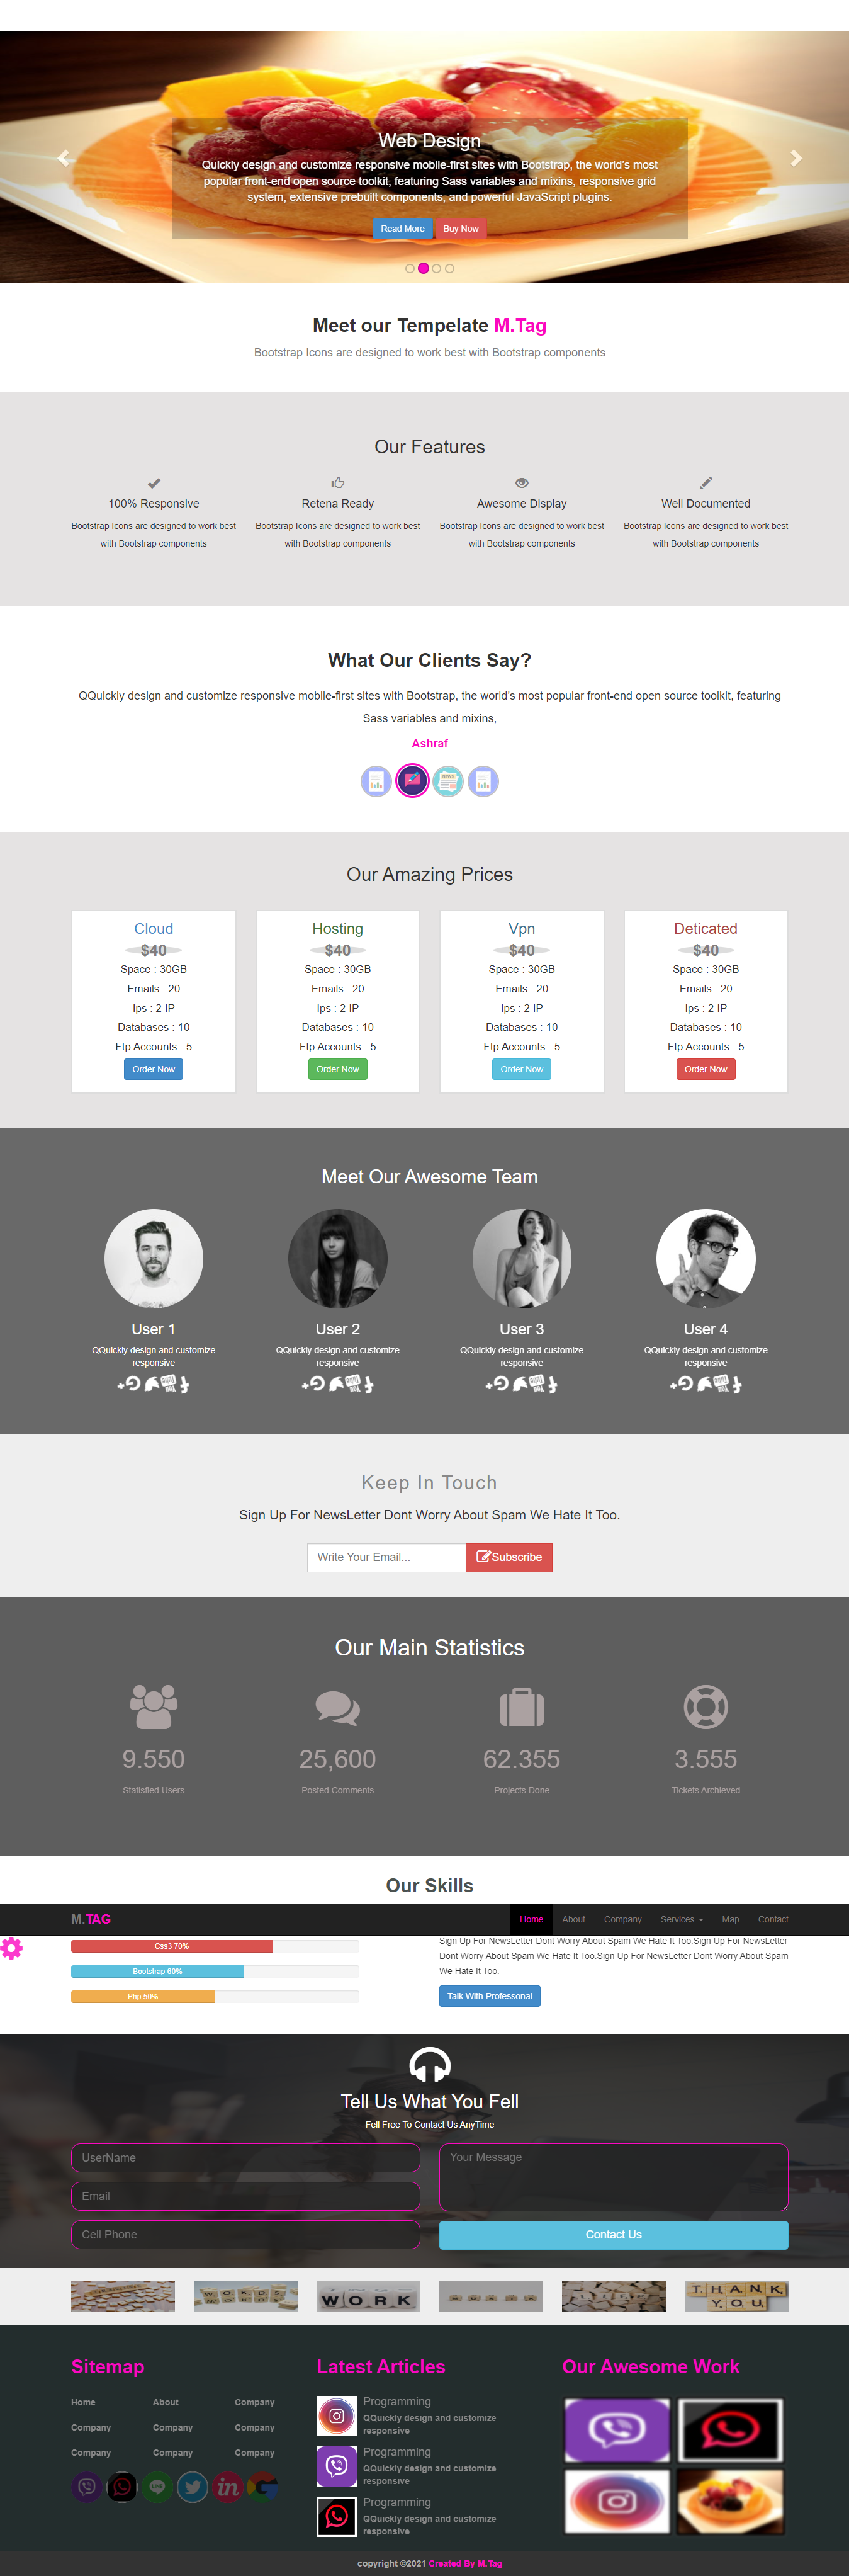 Web Design
Quickly design and customize responsive mobile-first sites with Bootstrap, the world's most
popular front-end open source toolkit, featuring Sass variables and mixins, responsive grid
system, extensive prebuilt components, and powerful JavaScript plugins.
Read More Buy Now
Meet our Tempelate M.Tag
Bootstrap Icons are designed to work best with Bootstrap components
Our Features
100% Responsive
Bootstrap Icons are designed to work best
with Bootstrap components
Retena Ready
Bootstrap Icons are designed to work best
with Bootstrap components
Awesome Display
Bootstrap Icons are designed to work best
with Bootstrap components
Well Documented
Bootstrap Icons are designed to work best
with Bootstrap components
What Our Clients Say?
QQuickly design and customize responsive mobile-first sites with Bootstrap, the world's most popular front-end open source toolkit, featuring
Sass variables and mixins,
Ashraf
Our Amazing Prices
Cloud
$40
Space : 30GB
Emails : 20
Ips : 2 IP
Databases : 10
Ftp Accounts : 5
Order Now
Hosting
$40
Space : 30GB
Emails : 20
Ips : 2 IP
Databases : 10
Ftp Accounts : 5
Order Now
Vpn
$40
Space : 30GB
Emails : 20
Ips : 2 IP
Databases : 10
Ftp Accounts : 5
Order Now
Deticated
$40
Space : 30GB
Emails : 20
Ips : 2 IP
Databases : 10
Ftp Accounts : 5
Order Now
Meet Our Awesome Team
User 1
QQuickly design and customize
responsive
User 2
QQuickly design and customize
responsive
User 3
QQuickly design and customize
responsive
User 4
QQuickly design and customize
responsive
Keep In Touch
Sign Up For NewsLetter Dont Worry About Spam We Hate It Too.
Write Your Email... Subscribe
Our Main Statistics
9.550
Statisfied Users
25,600
Posted Comments
62.355
Projects Done
3.555
Tickets Archieved
Our Skills
M.TAG Home About Company Services Map Contact
Css3 70%
Bootstrap 60%
Php 50%
Sign Up For NewsLetter Dont Worry About Spam We Hate It Too.Sign Up For NewsLetter
Dont Worry About Spam We Hate It Too.Sign Up For NewsLetter Dont Worry About Spam
We Hate It Too.
Talk With Professonal
Tell Us What You Fell
Fell Free To Contact Us AnyTime
UserName
Email
Cell Phone
Your Message
Contact Us
WORK
THANK
YOU
Sitemap
Home About Company
Company Company Company
Company Company Company
in
Latest Articles
Programming
QQuickly design and customize
responsive
Programming
QQuickly design and customize
responsive
Programming
QQuickly design and customize
responsive
Our Awesome Work
copyright ©2021 Created By M.Tag